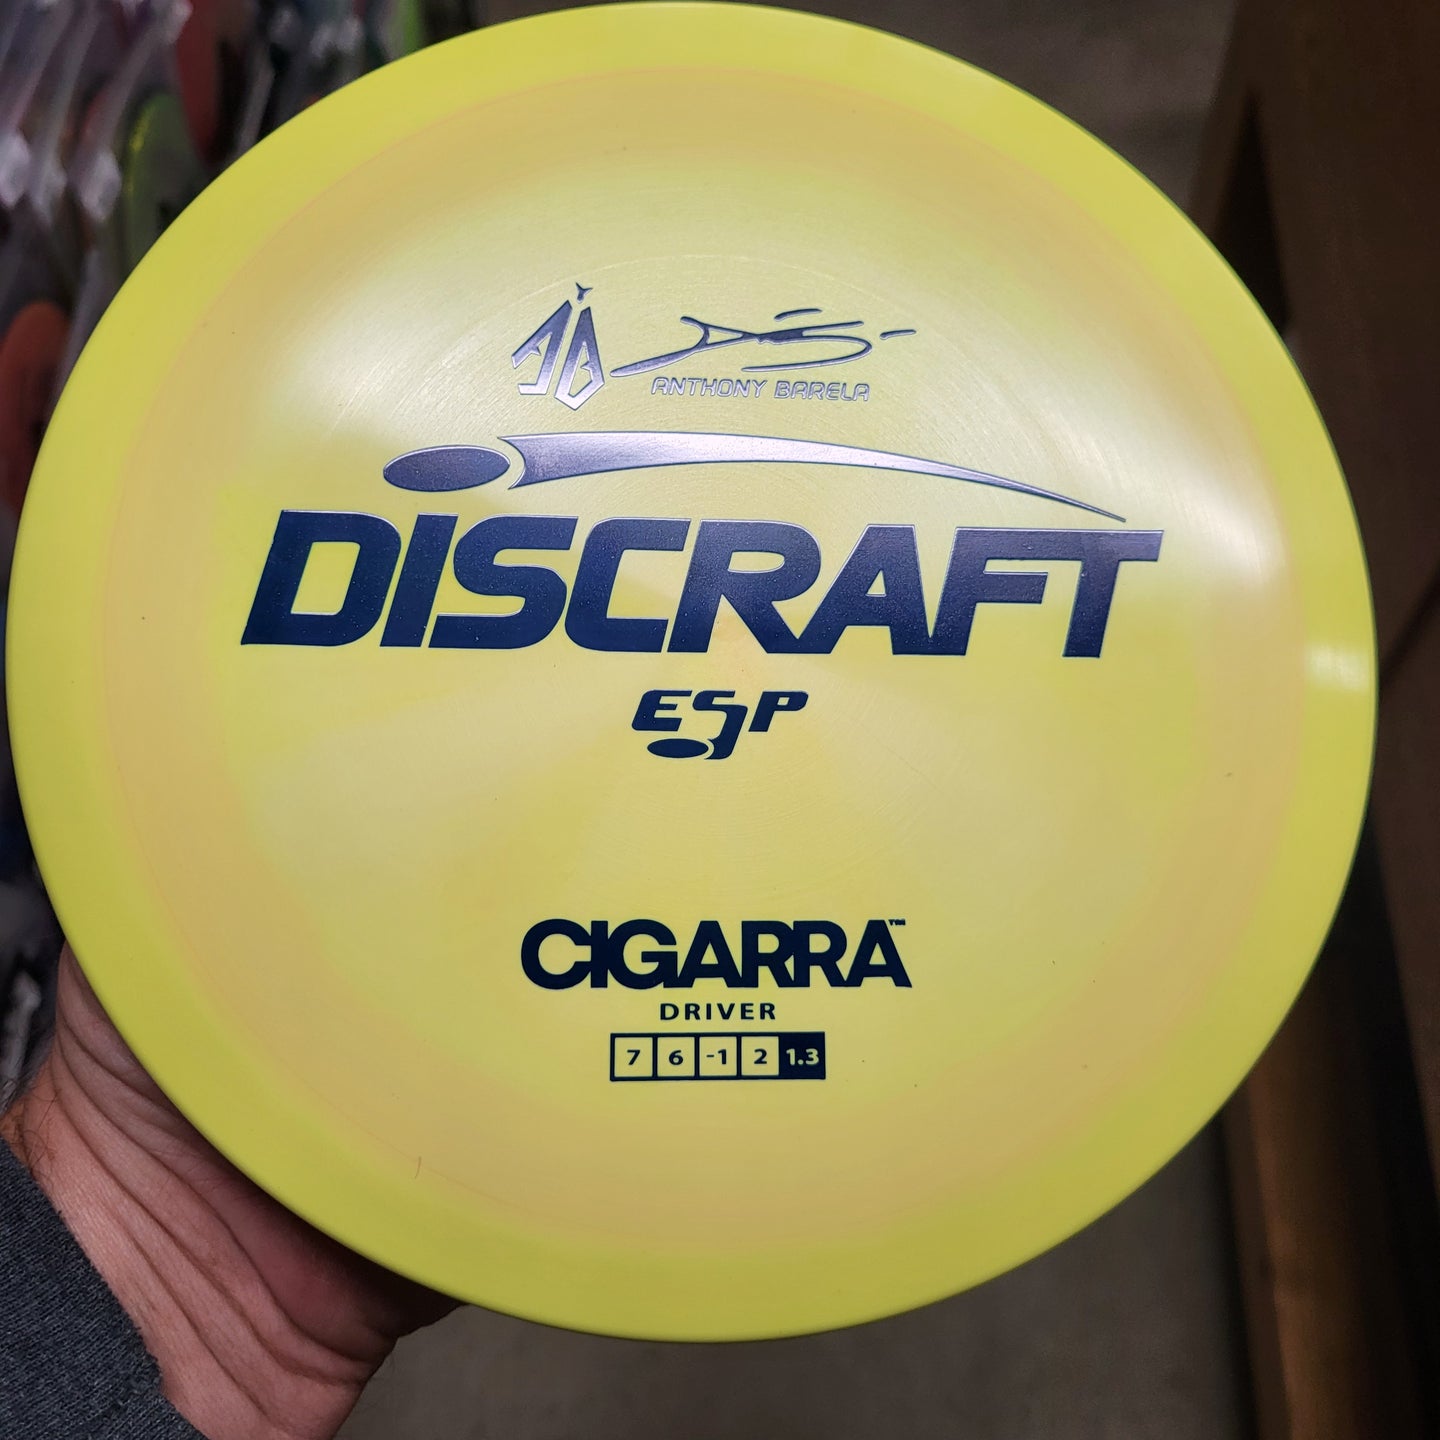 ANTHONY BARELA
DISCRAFT
ESP
CIGARRA™
DRIVER
7 6 -1 2 1.3